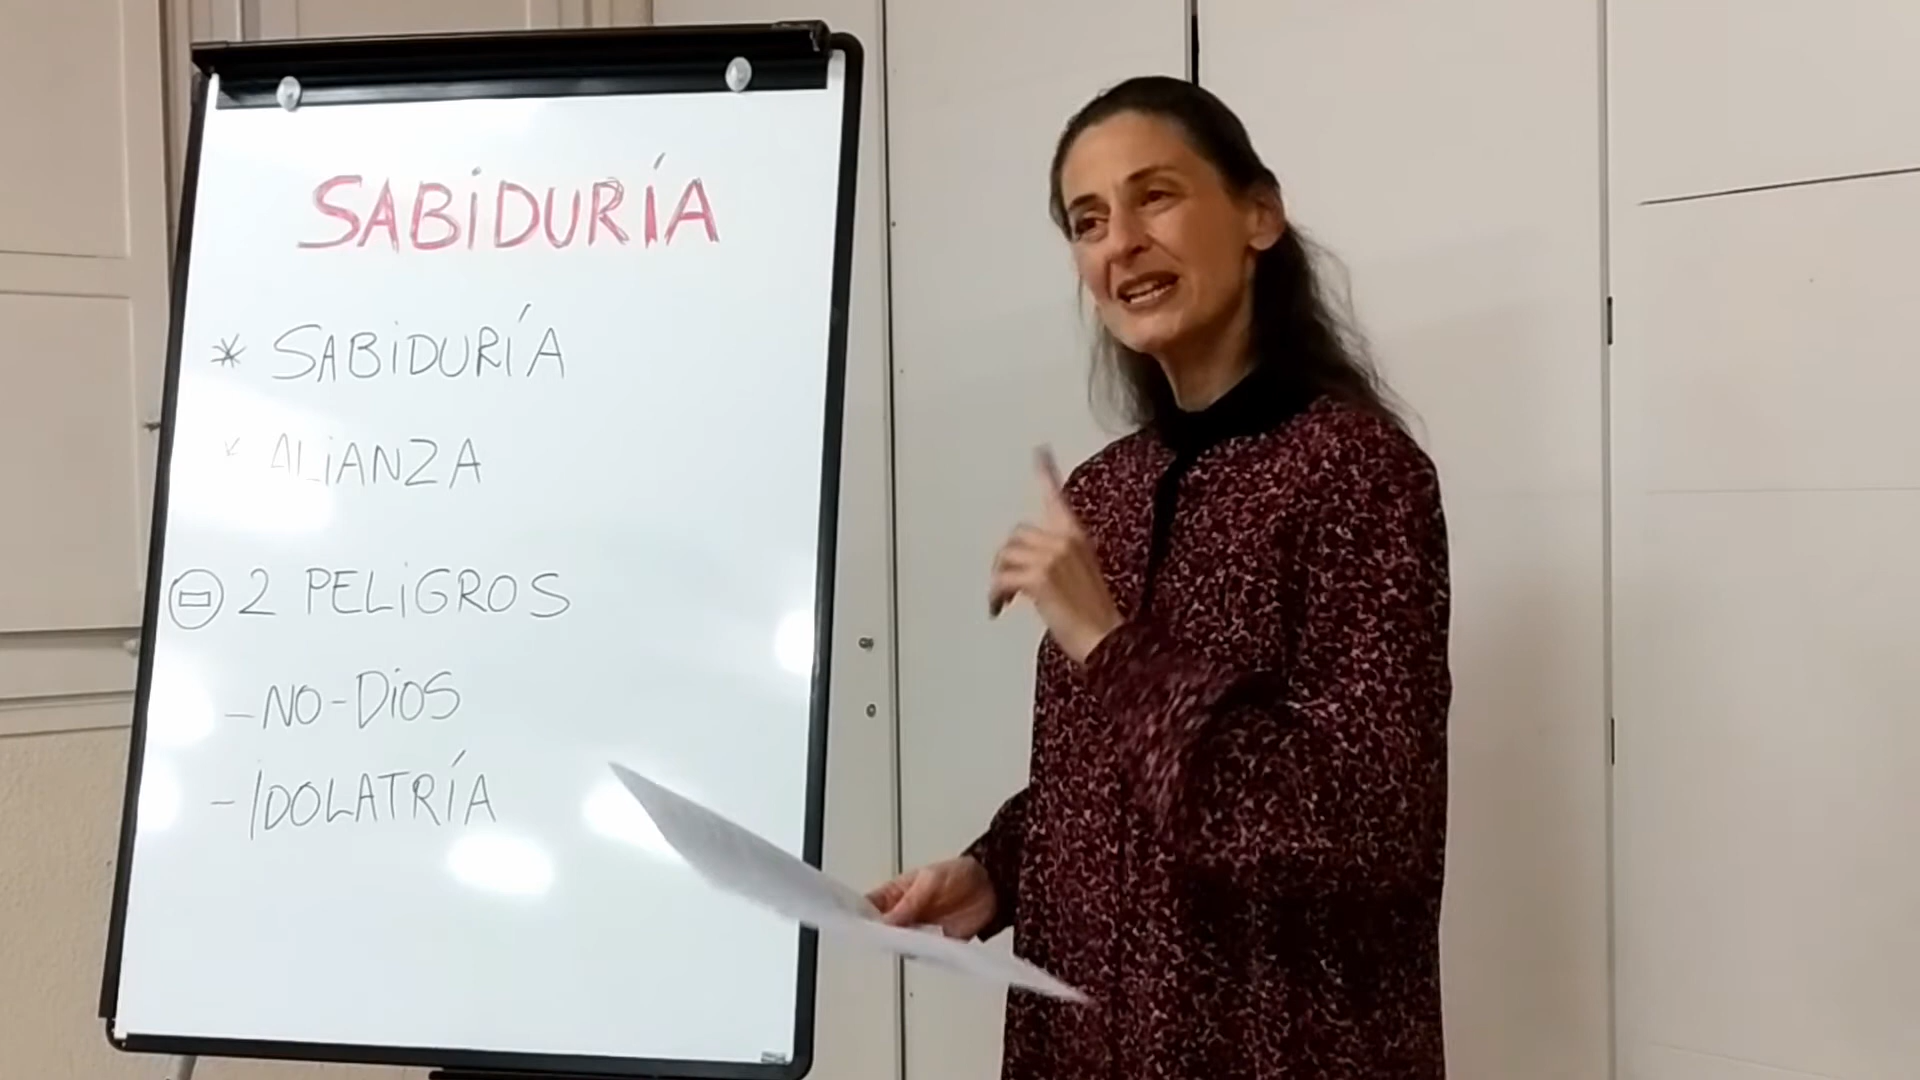 SABiDURÍA
* SABiDURÍA
* ALiANZA
⊖ 2 PELiGROS
- NO-DiOS
- IDOLATRÍA